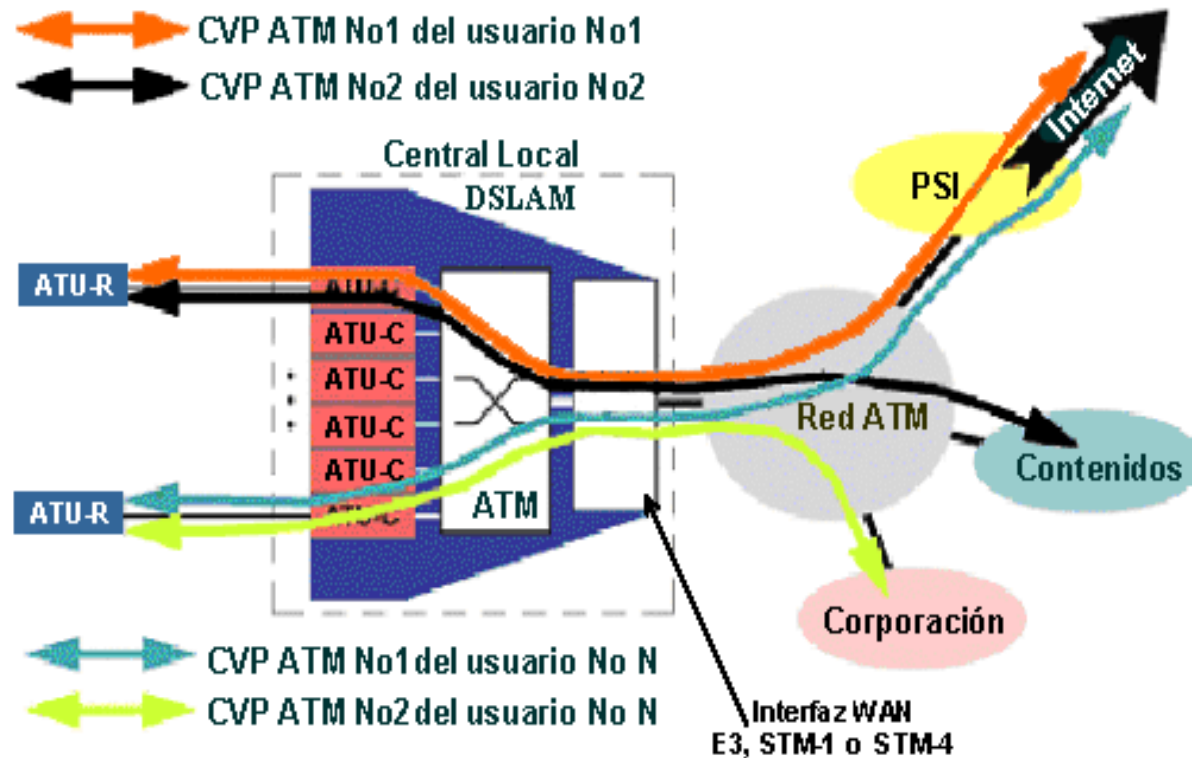 CVP ATM No1 del usuario No1
CVP ATM No2 del usuario No2
Internet
Central Local
DSLAM
PSI
ATU-R
ATU-C
ATU-C
ATU-C
ATU-C
Red ATM
Contenidos
ATU-R
ATU-C
ATU-C
ATM
Corporación
CVP ATM No1 del usuario No N
CVP ATM No2 del usuario No N
Interfaz WAN
E3, STM-1 o STM-4